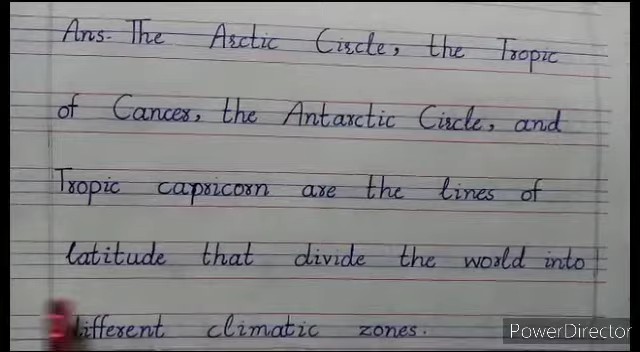 Ans. The Arctic Circle, the Tropic
of Cancer, the Antarctic Circle, and
Tropic capricorn are the lines of
latitude that divide the world into
different climatic zones.
PowerDirector